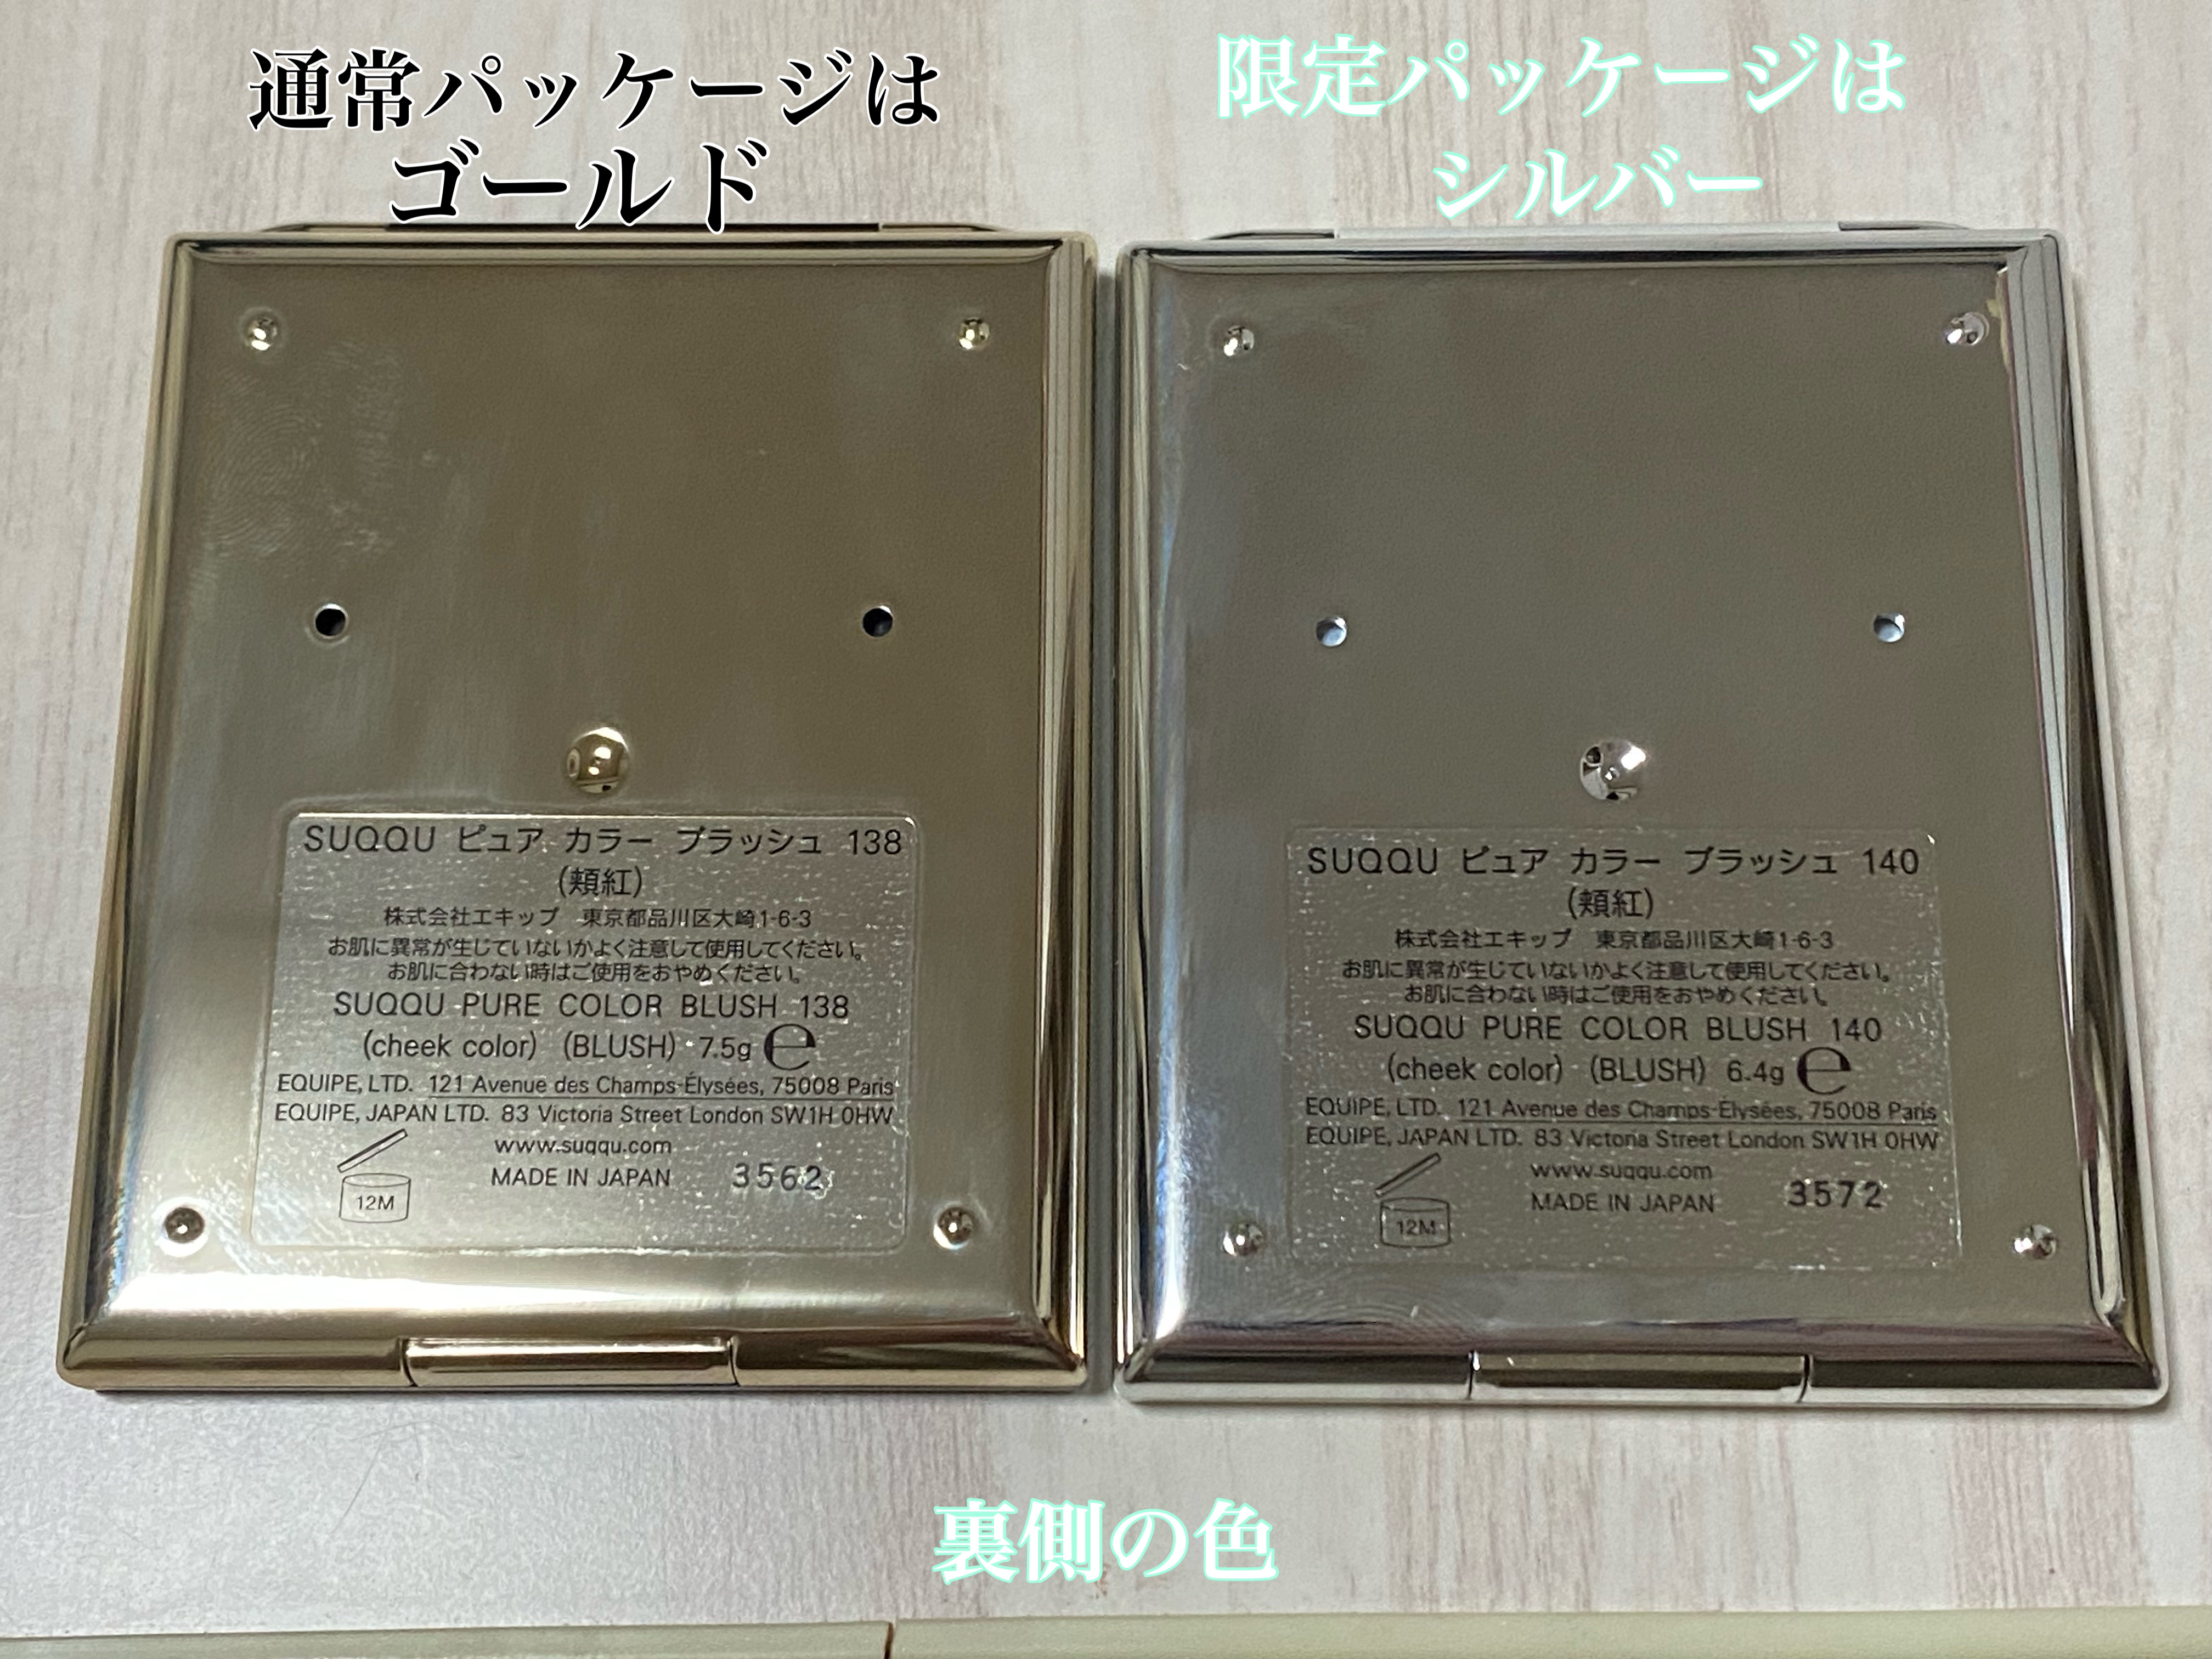 通常パッケージは
ゴールド
限定パッケージは
シルバー
SUQQU ピュア カラー ブラッシュ 138
(頬紅)
株式会社エキップ 東京都品川区大崎1-6-3
お肌に異常が生じていないかよく注意して使用してください。
お肌に合わない時はご使用をおやめください。
SUQQU PURE COLOR BLUSH 138
(cheek color) (BLUSH) 7.5g ℮
EQUIPE, LTD. 121 Avenue des Champs-Élysées, 75008 Paris
EQUIPE, JAPAN LTD. 83 Victoria Street London SW1H 0HW
www.suqqu.com
MADE IN JAPAN 3562
12M
SUQQU ピュア カラー ブラッシュ 140
(頬紅)
株式会社エキップ 東京都品川区大崎1-6-3
お肌に異常が生じていないかよく注意して使用してください。
お肌に合わない時はご使用をおやめください。
SUQQU PURE COLOR BLUSH 140
(cheek color) (BLUSH) 6.4g ℮
EQUIPE, LTD. 121 Avenue des Champs-Élysées, 75008 Paris
EQUIPE, JAPAN LTD. 83 Victoria Street London SW1H 0HW
www.suqqu.com
MADE IN JAPAN 3572
12M
裏側の色